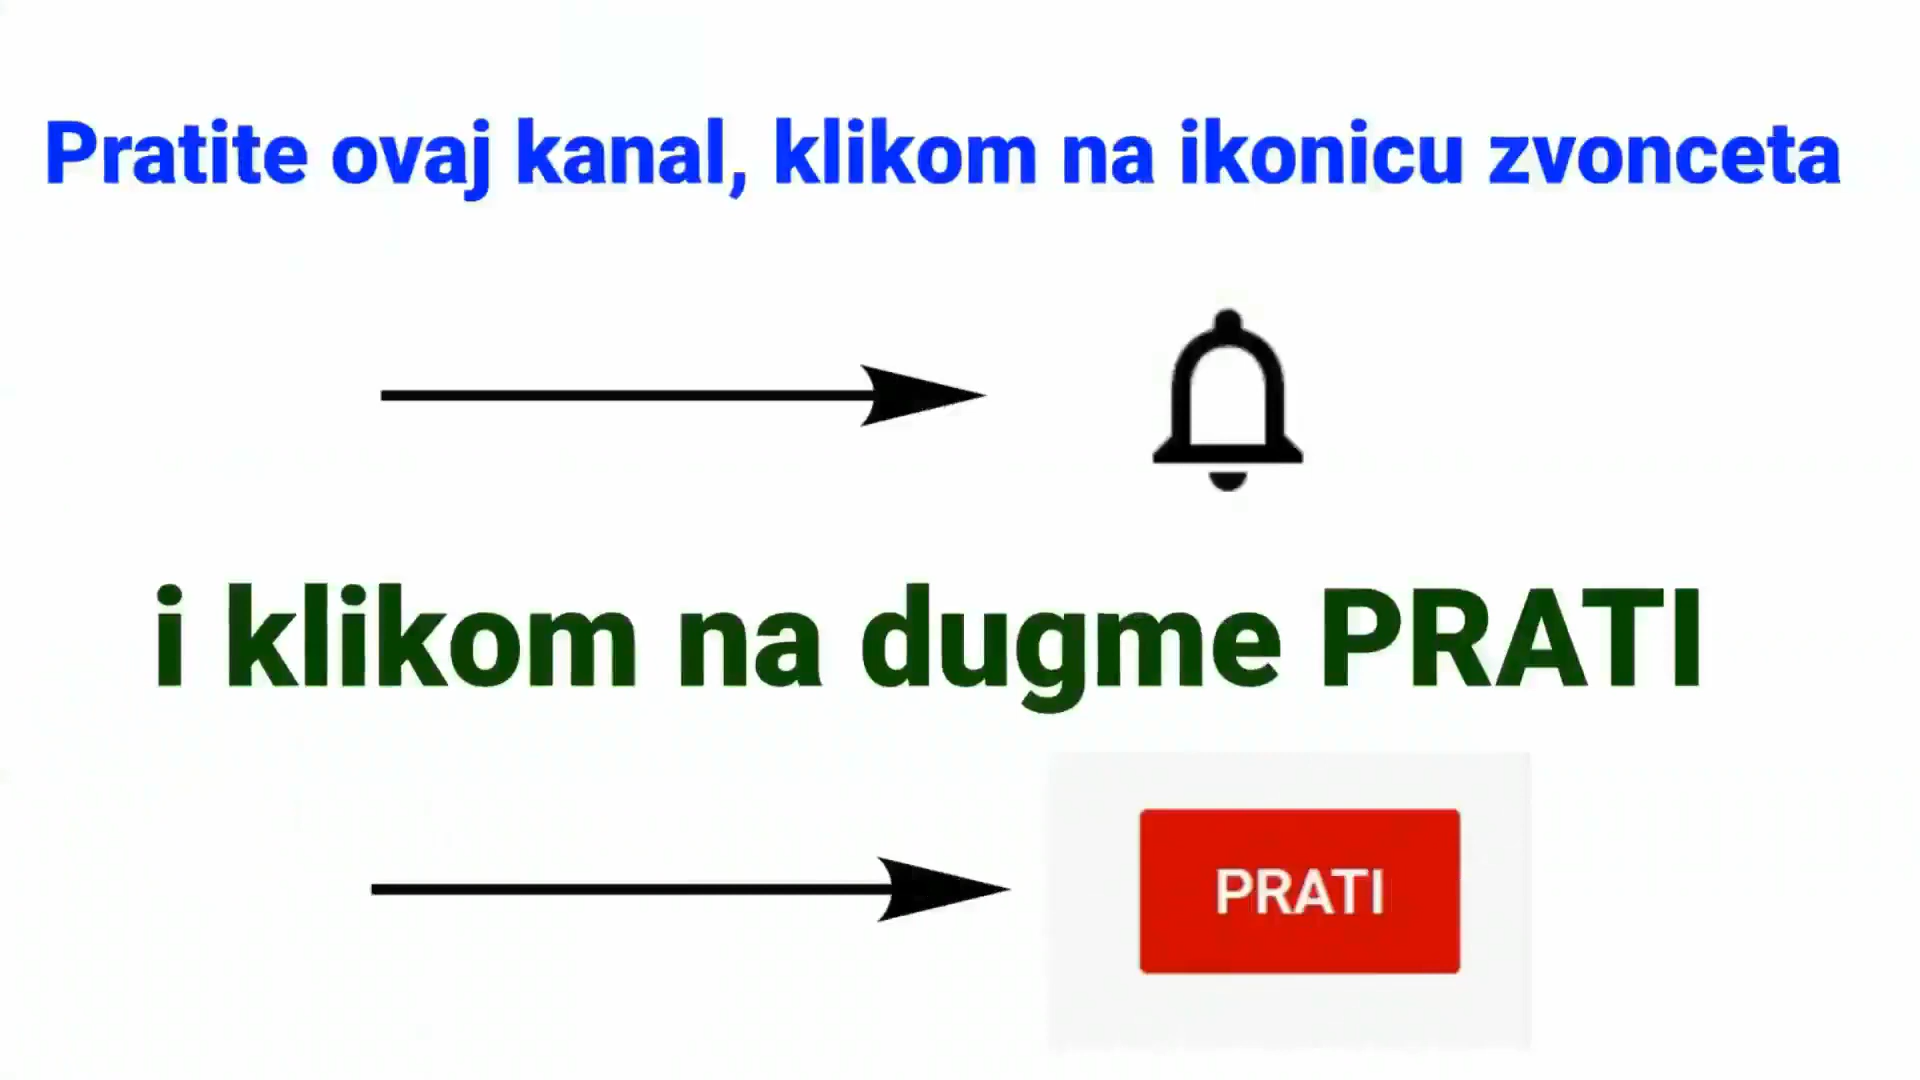 Pratite ovaj kanal, klikom na ikonicu zvonceta
i klikom na dugme PRATI
PRATI